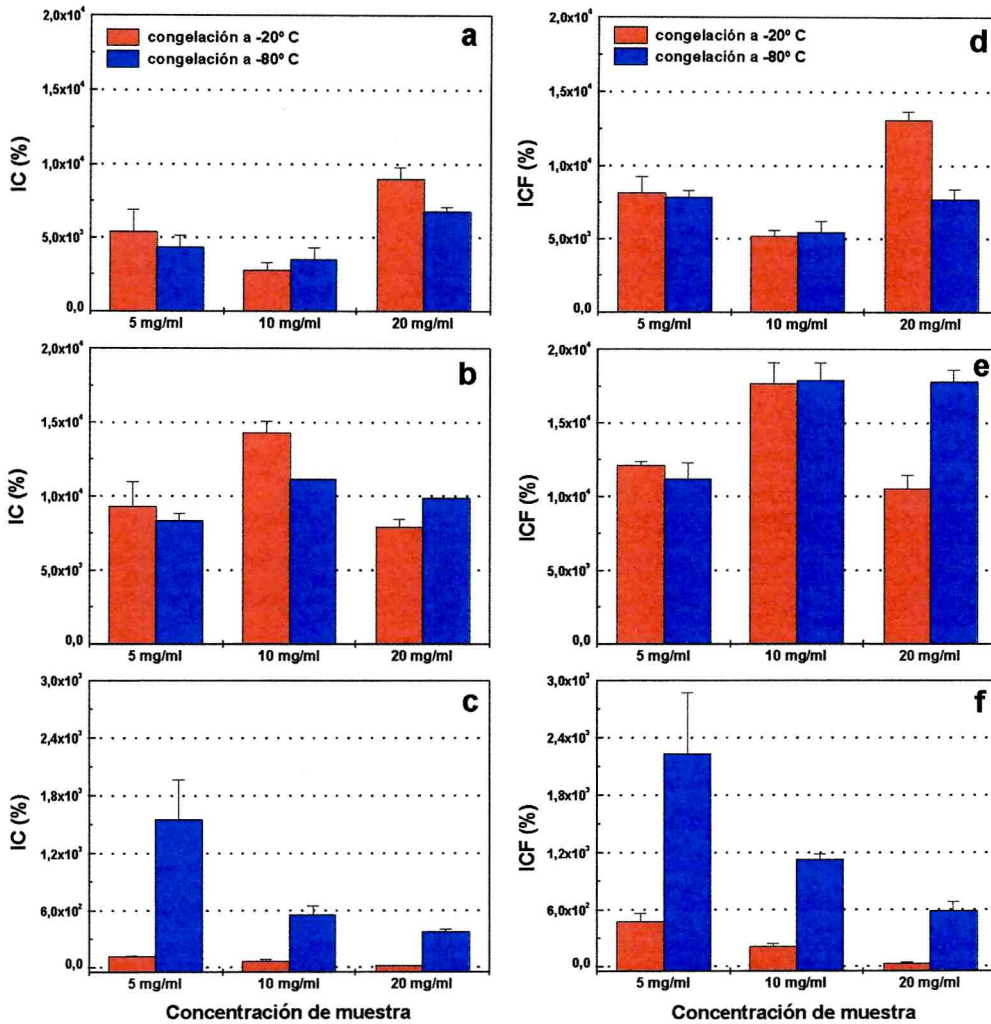 2,0x10⁴
1,5x10⁴
1,0x10⁴
5,0x10³
0,0
IC (%)
congelación a -20º C
congelación a -80º C
a
5 mg/ml
10 mg/ml
20 mg/ml
2,0x10⁴
1,5x10⁴
1,0x10⁴
5,0x10³
0,0
ICF (%)
congelación a -20º C
congelación a -80º C
d
5 mg/ml
10 mg/ml
20 mg/ml
2,0x10⁴
1,5x10⁴
1,0x10⁴
5,0x10³
0,0
IC (%)
b
5 mg/ml
10 mg/ml
20 mg/ml
2,0x10⁴
1,5x10⁴
1,0x10⁴
5,0x10³
0,0
ICF (%)
e
5 mg/ml
10 mg/ml
20 mg/ml
3,0x10³
2,4x10³
1,8x10³
1,2x10³
6,0x10²
0,0
IC (%)
c
5 mg/ml
10 mg/ml
20 mg/ml
Concentración de muestra
3,0x10³
2,4x10³
1,8x10³
1,2x10³
6,0x10²
0,0
ICF (%)
f
5 mg/ml
10 mg/ml
20 mg/ml
Concentración de muestra